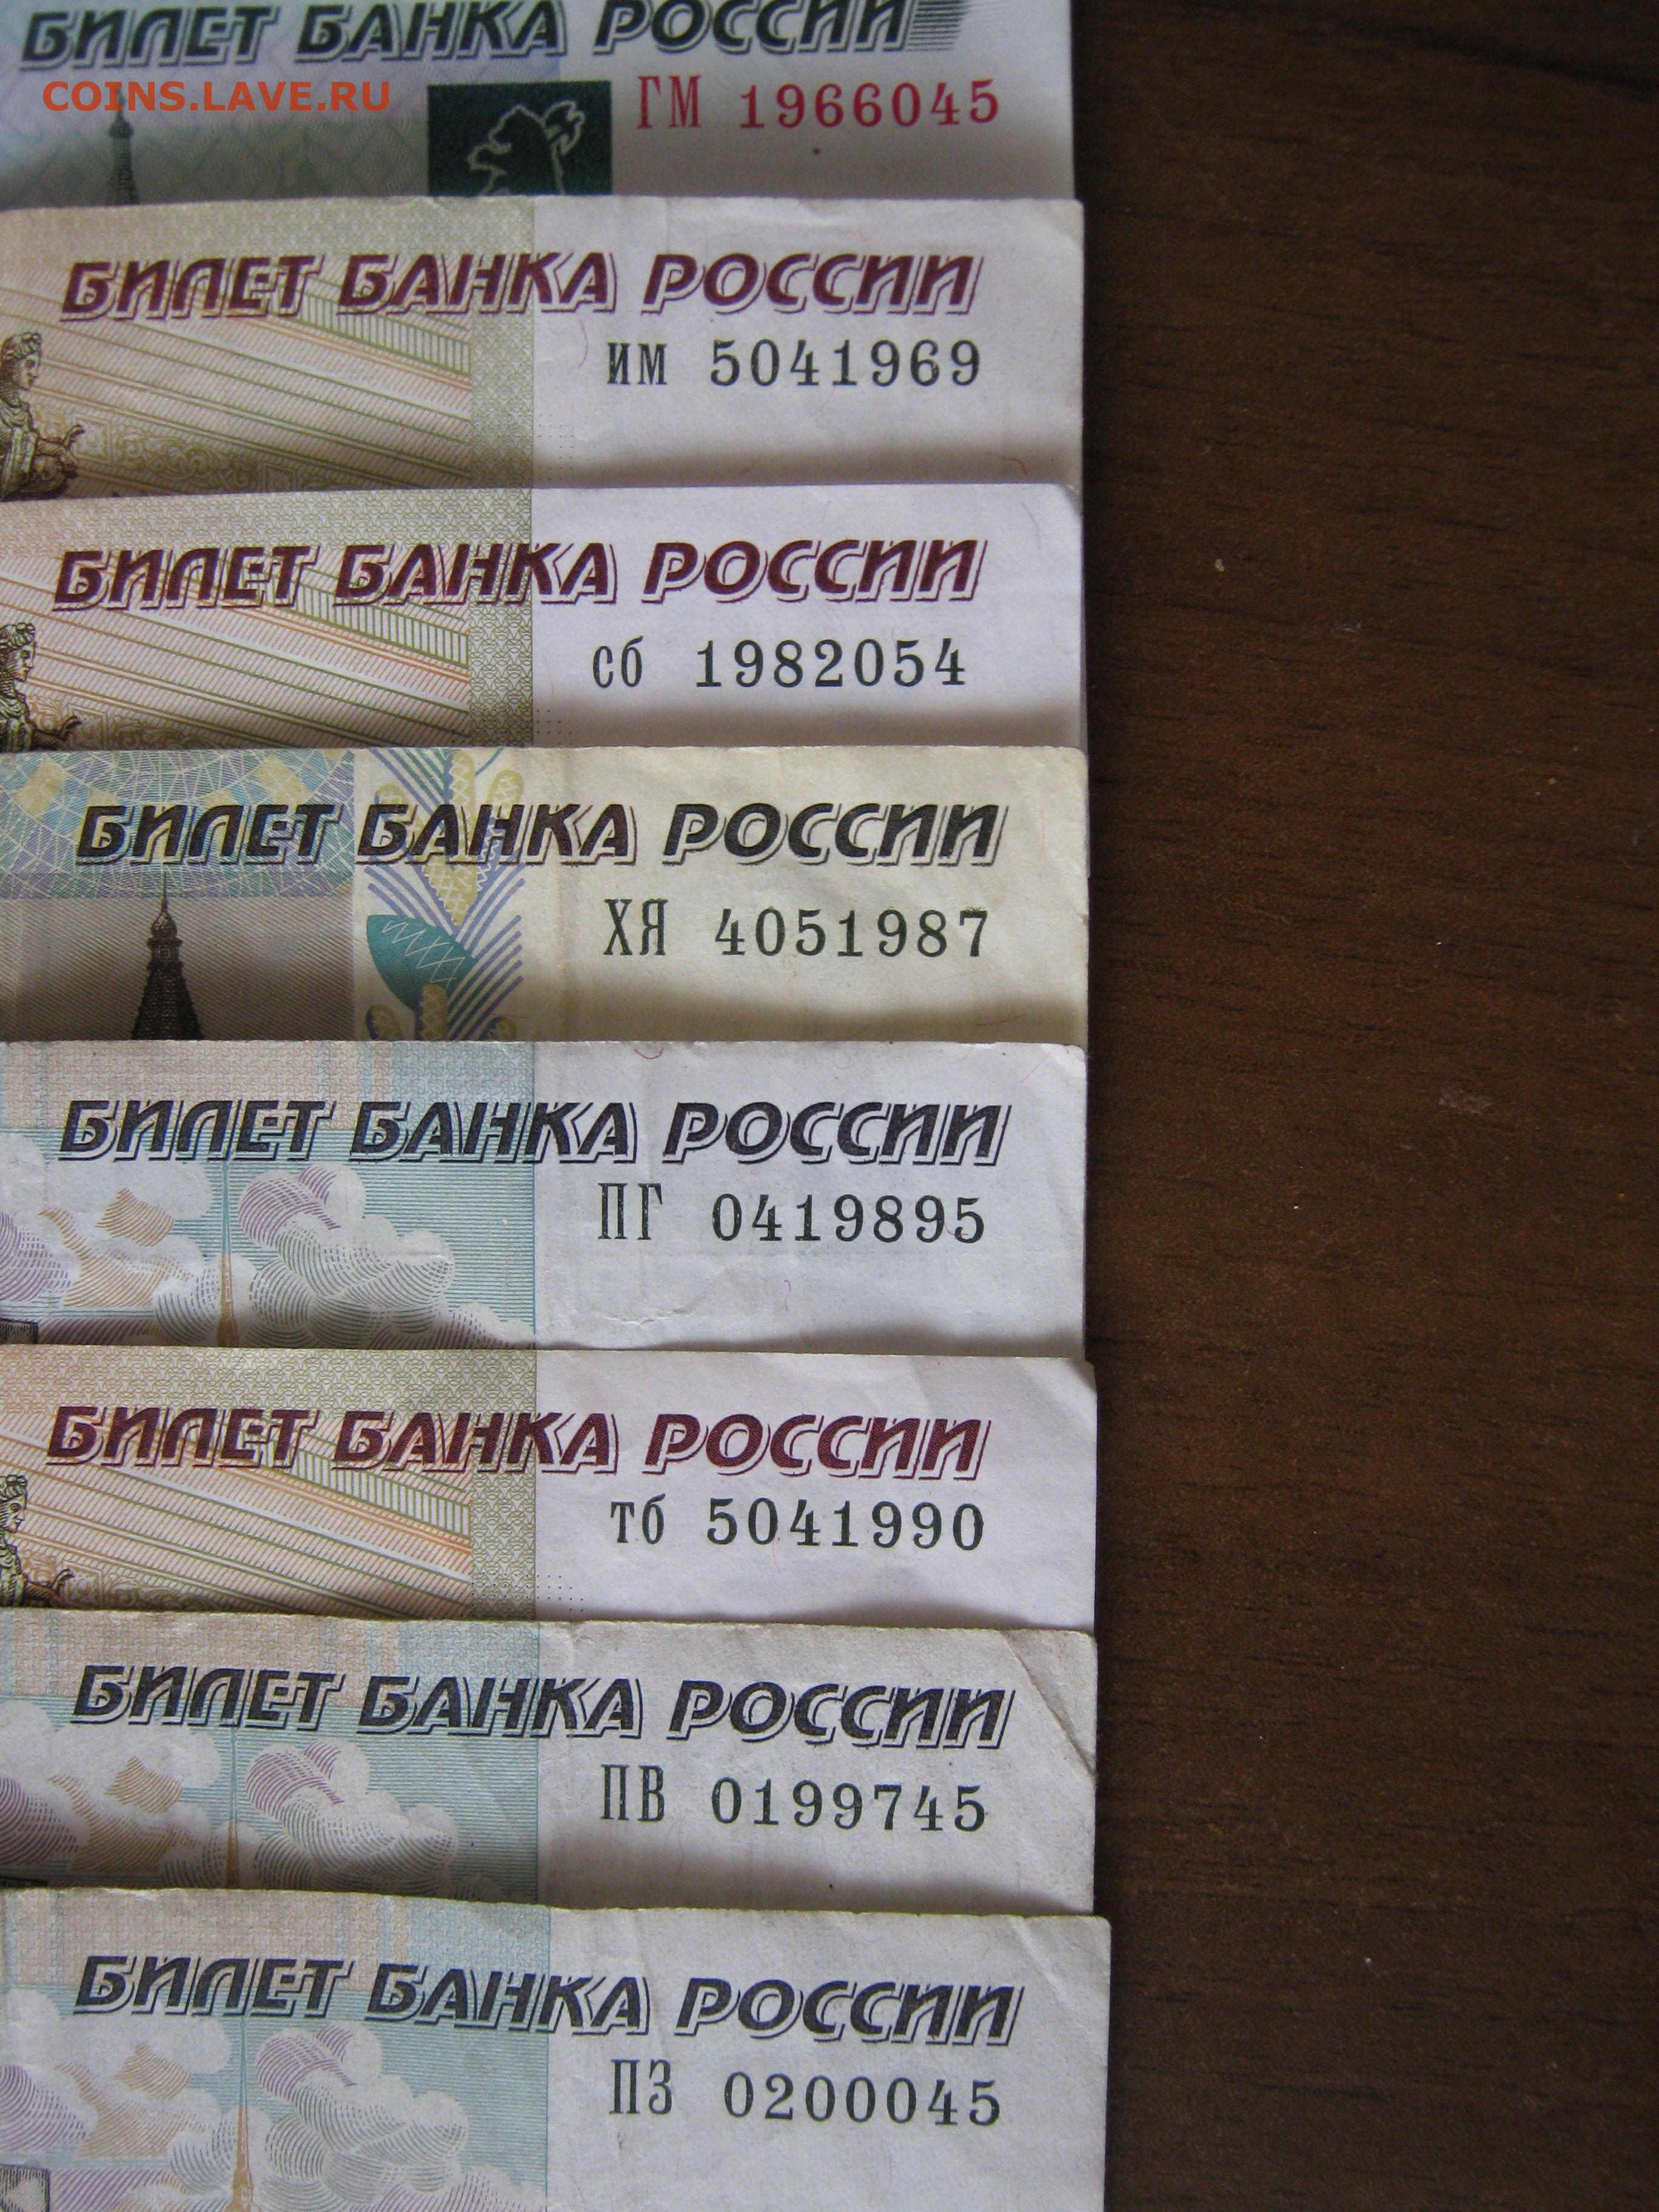 БИЛЕТ БАНКА РОССИИ
COINS.LAVE.RU
ГМ 1966045
БИЛЕТ БАНКА РОССИИ
им 5041969
БИЛЕТ БАНКА РОССИИ
сб 1982054
БИЛЕТ БАНКА РОССИИ
ХЯ 4051987
БИЛЕТ БАНКА РОССИИ
ПГ 0419895
БИЛЕТ БАНКА РОССИИ
тб 5041990
БИЛЕТ БАНКА РОССИИ
ПВ 0199745
БИЛЕТ БАНКА РОССИИ
ПЗ 0200045